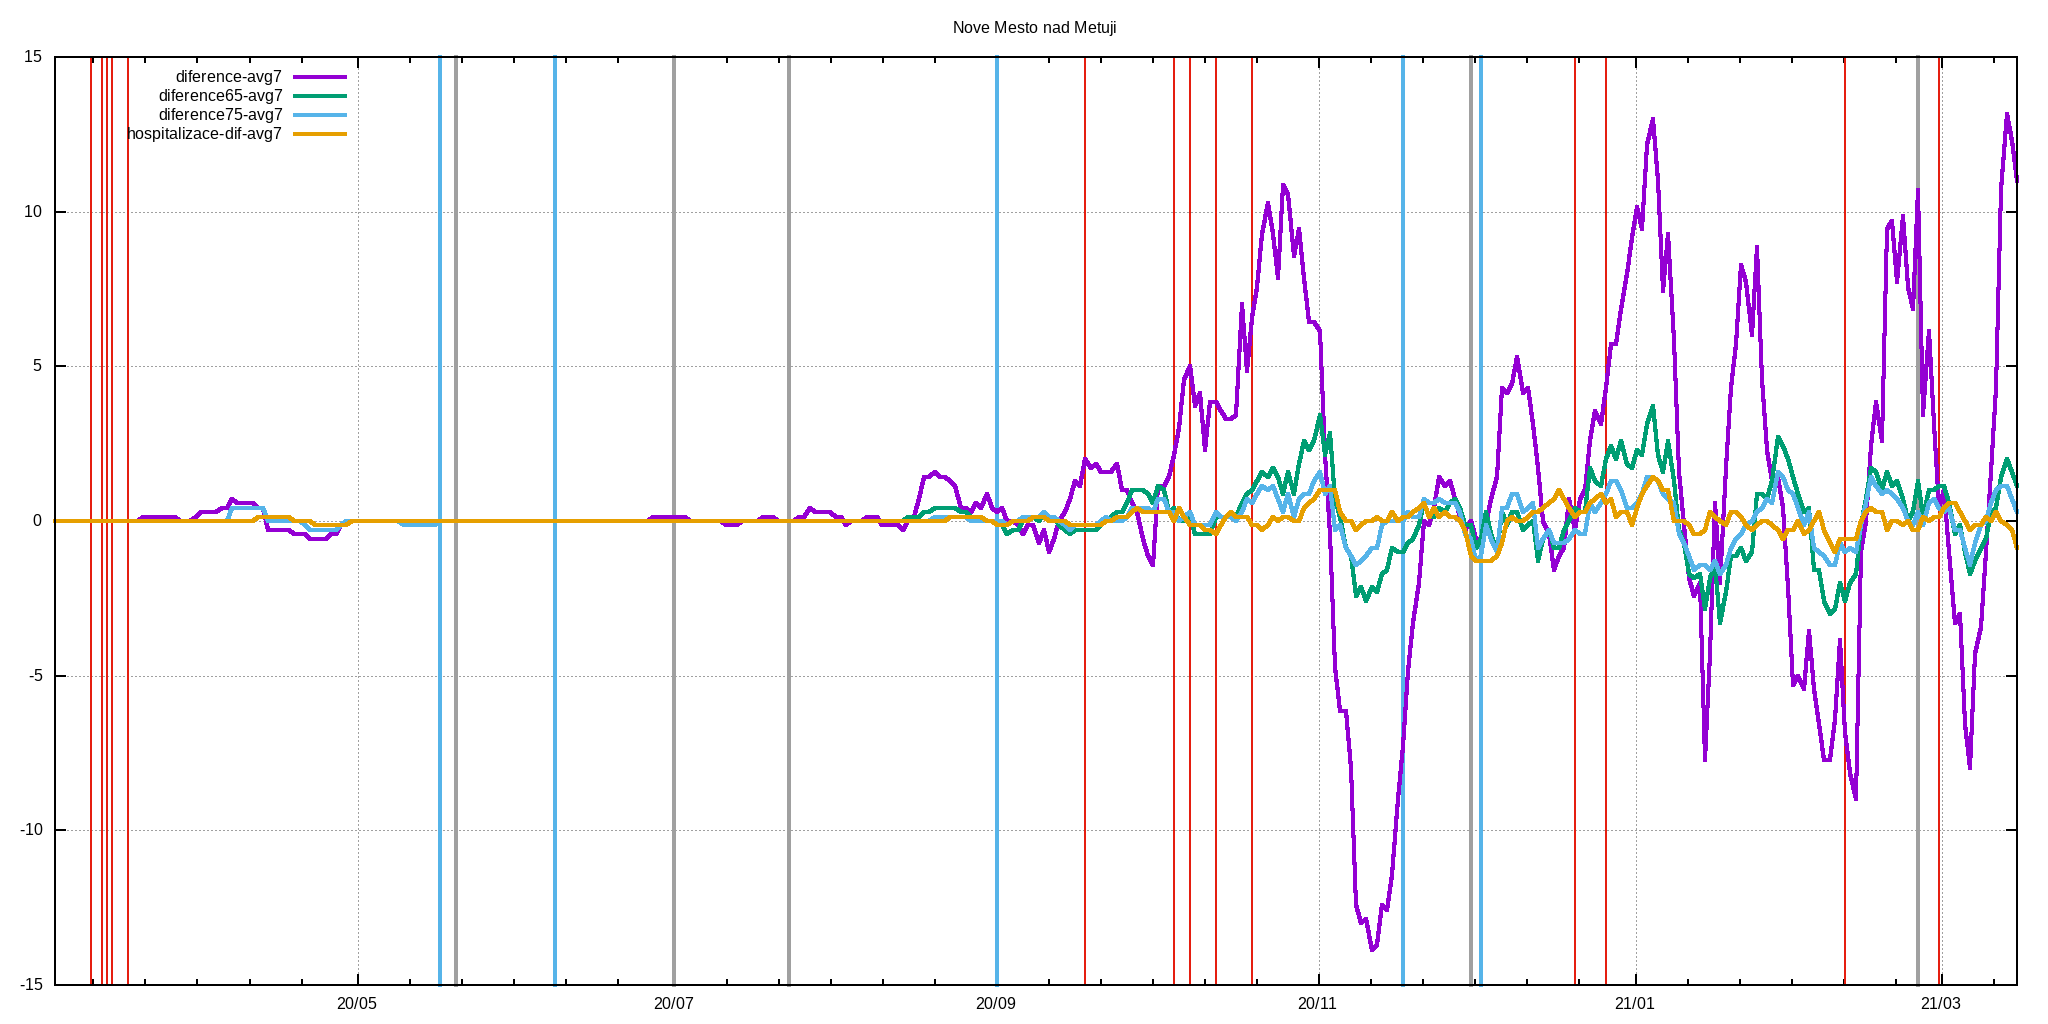 Nove Mesto nad Metuji
15
diference-avg7
diference65-avg7
diference75-avg7
hospitalizace-dif-avg7
10
5
0
-5
-10
-15
20/05 20/07 20/09 20/11 21/01 21/03